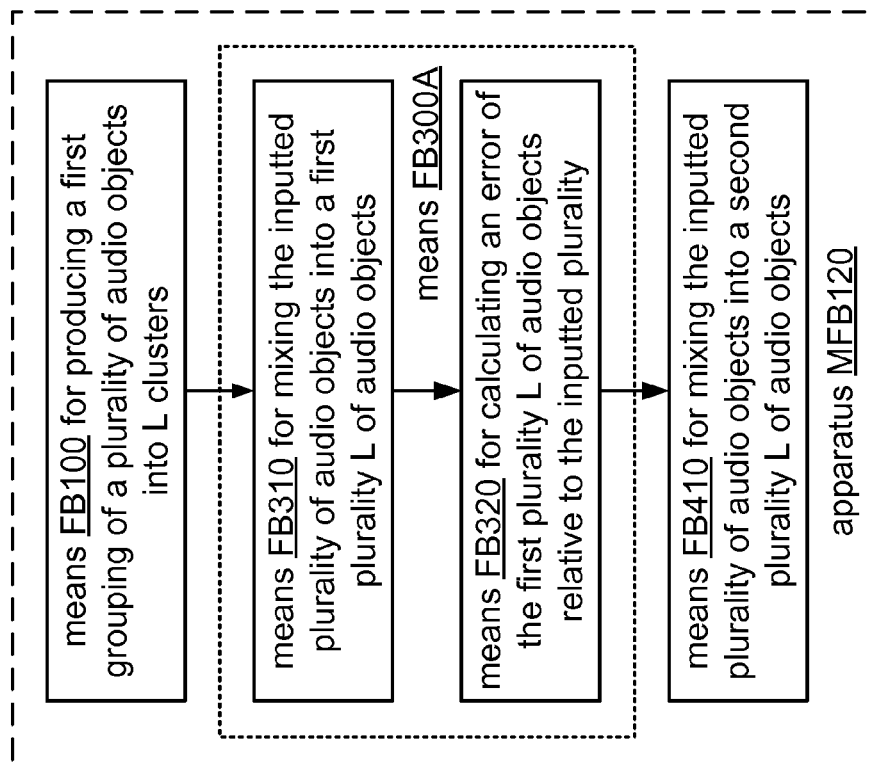 means FB100 for producing a first
grouping of a plurality of audio objects
into L clusters
means FB310 for mixing the inputted
plurality of audio objects into a first
plurality L of audio objects
means FB300A
means FB320 for calculating an error of
the first plurality L of audio objects
relative to the inputted plurality
means FB410 for mixing the inputted
plurality of audio objects into a second
plurality L of audio objects
apparatus MFB120